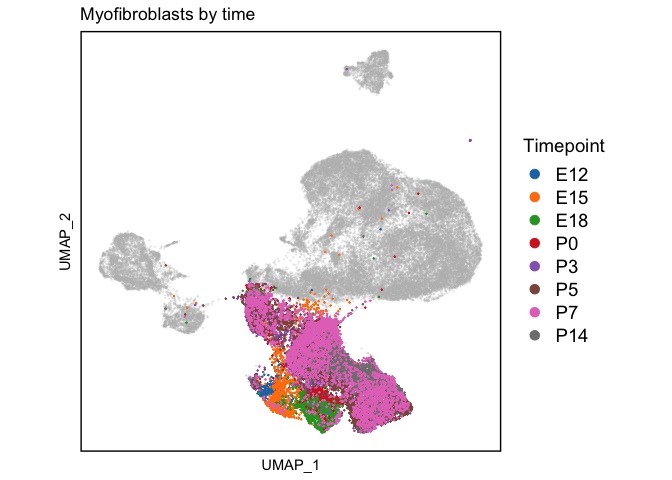 Myofibroblasts by time
UMAP_2
UMAP_1
Timepoint
E12
E15
E18
P0
P3
P5
P7
P14